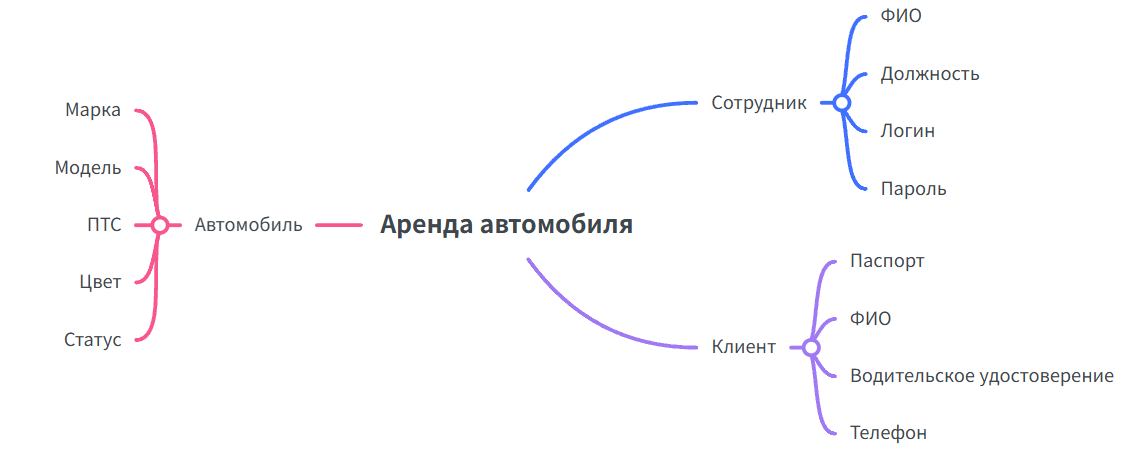 Аренда автомобиля
Автомобиль
Марка
Модель
ПТС
Цвет
Статус
Сотрудник
ФИО
Должность
Логин
Пароль
Клиент
Паспорт
ФИО
Водительское удостоверение
Телефон